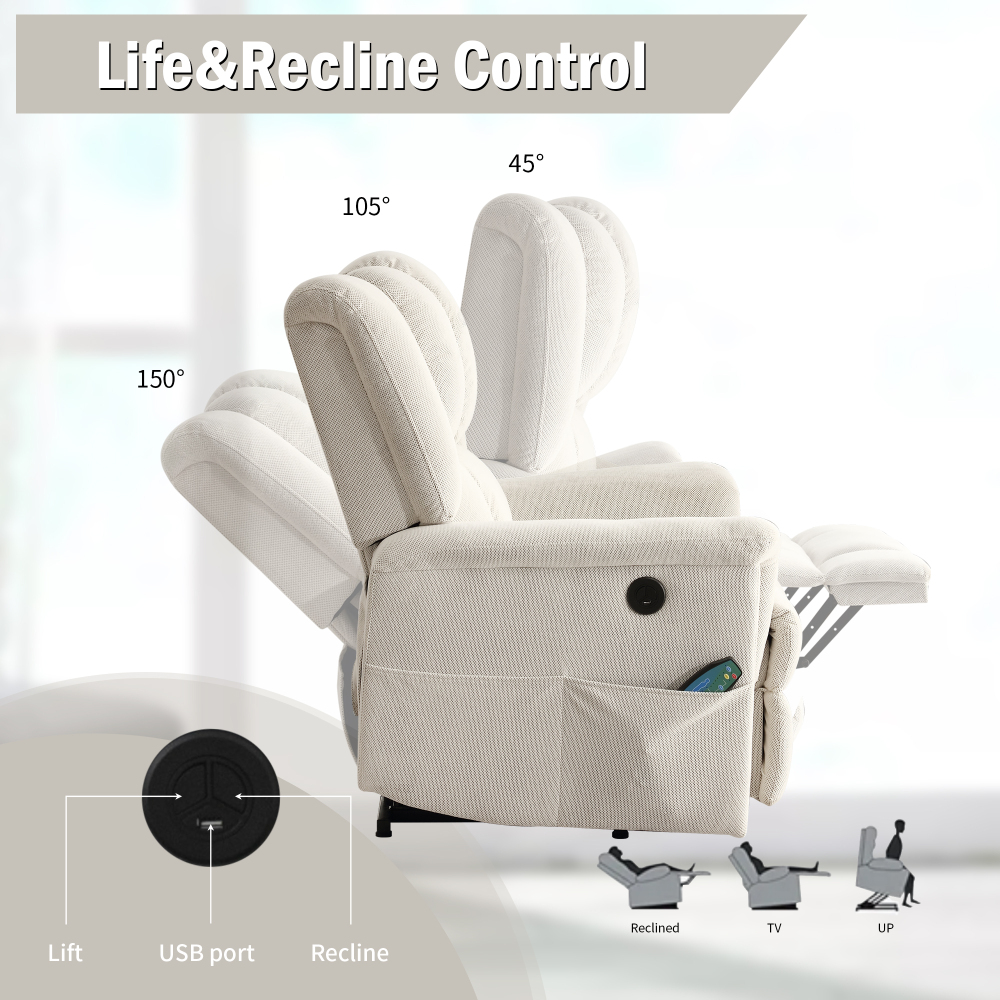 Life&Recline Control
45°
105°
150°
Lift
USB port
Recline
Reclined
TV
UP